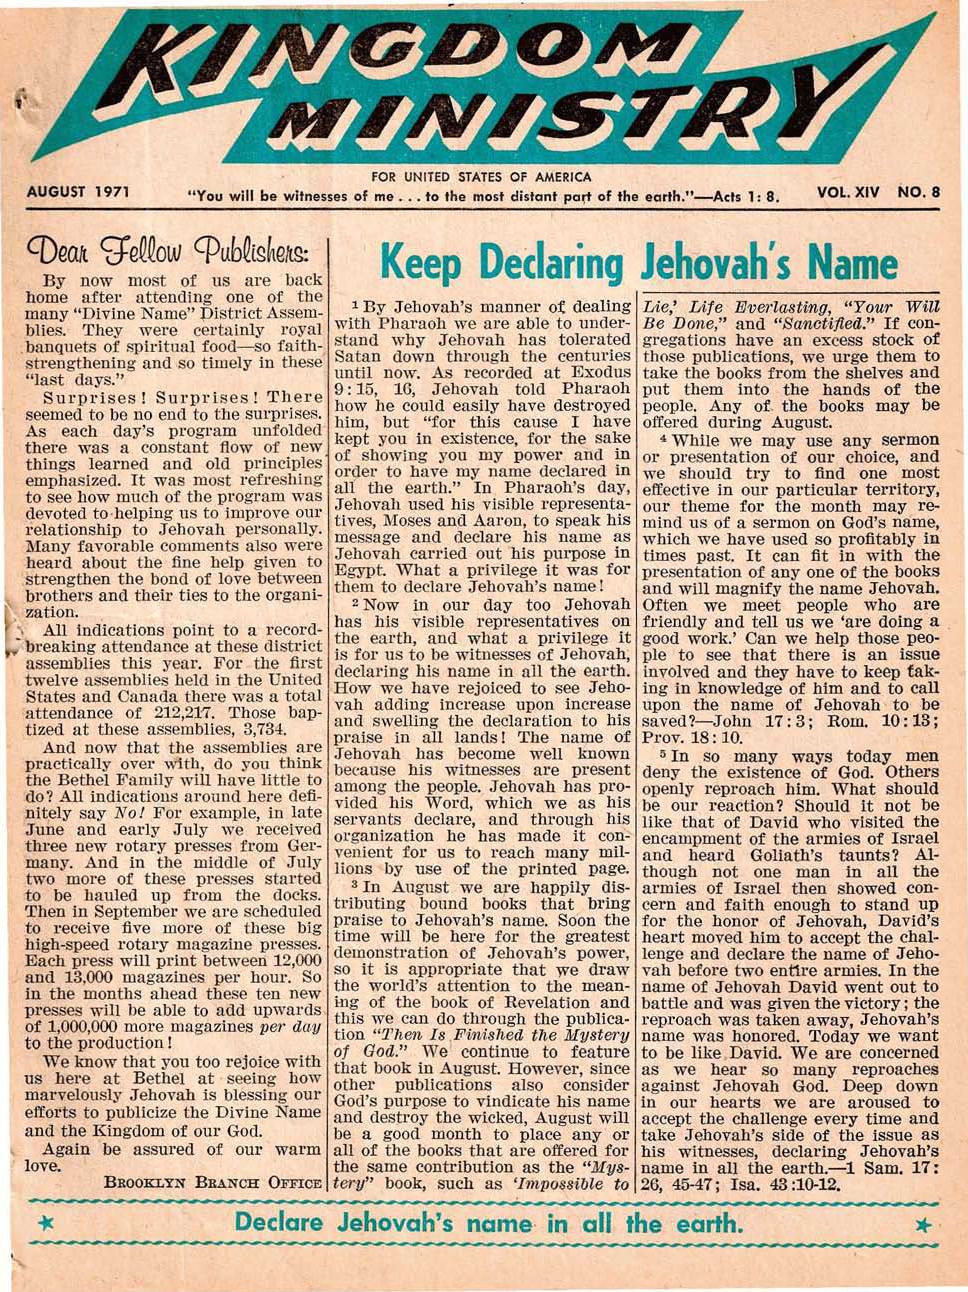 KINGDOM
MINISTRY
FOR UNITED STATES OF AMERICA
AUGUST 1971
"You will be witnesses of me . . . to the most distant part of the earth."—Acts 1: 8.
VOL. XIV NO. 8
Dear Fellow Publishers:
By now most of us are back
home after attending one of the
many "Divine Name" District Assem-
blies. They were certainly royal
banquets of spiritual food—so faith-
strengthening and so timely in these
"last days."
Surprises! Surprises! There
seemed to be no end to the surprises.
As each day's program unfolded
there was a constant flow of new
things learned and old principles
emphasized. It was most refreshing
to see how much of the program was
devoted to helping us to improve our
relationship to Jehovah personally.
Many favorable comments also were
heard about the fine help given to
strengthen the bond of love between
brothers and their ties to the organi-
zation.
All indications point to a record-
breaking attendance at these district
assemblies this year. For the first
twelve assemblies held in the United
States and Canada there was a total
attendance of 212,217. Those bap-
tized at these assemblies, 3,734.
And now that the assemblies are
practically over with, do you think
the Bethel Family will have little to
do? All indications around here defi-
nitely say No! For example, in late
June and early July we received
three new rotary presses from Ger-
many. And in the middle of July
two more of these presses started
to be hauled up from the docks.
Then in September we are scheduled
to receive five more of these big
high-speed rotary magazine presses.
Each press will print between 12,000
and 13,000 magazines per hour. So
in the months ahead these ten new
presses will be able to add upwards
of 1,000,000 more magazines per day
to the production!
We know that you too rejoice with
us here at Bethel at seeing how
marvelously Jehovah is blessing our
efforts to publicize the Divine Name
and the Kingdom of our God.
Again be assured of our warm
love.
BROOKLYN BRANCH OFFICE
Keep Declaring Jehovah's Name
1 By Jehovah's manner of dealing
with Pharaoh we are able to under-
stand why Jehovah has tolerated
Satan down through the centuries
until now. As recorded at Exodus
9:15, 16, Jehovah told Pharaoh
how he could easily have destroyed
him, but "for this cause I have
kept you in existence, for the sake
of showing you my power and in
order to have my name declared in
all the earth." In Pharaoh's day,
Jehovah used his visible representa-
tives, Moses and Aaron, to speak his
message and declare his name as
Jehovah carried out his purpose in
Egypt. What a privilege it was for
them to declare Jehovah's name!
2 Now in our day too Jehovah
has his visible representatives on
the earth, and what a privilege it
is for us to be witnesses of Jehovah,
declaring his name in all the earth.
How we have rejoiced to see Jeho-
vah adding increase upon increase
and swelling the declaration to his
praise in all lands! The name of
Jehovah has become well known
because his witnesses are present
among the people. Jehovah has pro-
vided his Word, which we as his
servants declare, and through his
organization he has made it con-
venient for us to reach many mil-
lions by use of the printed page.
3 In August we are happily dis-
tributing bound books that bring
praise to Jehovah's name. Soon the
time will be here for the greatest
demonstration of Jehovah's power,
so it is appropriate that we draw
the world's attention to the mean-
ing of the book of Revelation and
this we can do through the publica-
tion "Then Is Finished the Mystery
of God." We continue to feature
that book in August. However, since
other publications also consider
God's purpose to vindicate his name
and destroy the wicked, August will
be a good month to place any or
all of the books that are offered for
the same contribution as the "Mys-
tery" book, such as 'Impossible to
Lie,' Life Everlasting, "Your Will
Be Done," and "Sanctified." If con-
gregations have an excess stock of
those publications, we urge them to
take the books from the shelves and
put them into the hands of the
people. Any of the books may be
offered during August.
4 While we may use any sermon
or presentation of our choice, and
we should try to find one most
effective in our particular territory,
our theme for the month may re-
mind us of a sermon on God's name,
which we have used so profitably in
times past. It can fit in with the
presentation of any one of the books
and will magnify the name Jehovah.
Often we meet people who are
friendly and tell us we 'are doing a
good work.' Can we help those peo-
ple to see that there is an issue
involved and they have to keep tak-
ing in knowledge of him and to call
upon the name of Jehovah to be
saved?—John 17:3; Rom. 10:13;
Prov. 18:10.
5 In so many ways today men
deny the existence of God. Others
openly reproach him. What should
be our reaction? Should it not be
like that of David who visited the
encampment of the armies of Israel
and heard Goliath's taunts? Al-
though not one man in all the
armies of Israel then showed con-
cern and faith enough to stand up
for the honor of Jehovah, David's
heart moved him to accept the chal-
lenge and declare the name of Jeho-
vah before two entire armies. In the
name of Jehovah David went out to
battle and was given the victory; the
reproach was taken away, Jehovah's
name was honored. Today we want
to be like David. We are concerned
as we hear so many reproaches
against Jehovah God. Deep down
in our hearts we are aroused to
accept the challenge every time and
take Jehovah's side of the issue as
his witnesses, declaring Jehovah's
name in all the earth.—1 Sam. 17:
26, 45-47; Isa. 43:10-12.
★ Declare Jehovah's name in all the earth. ★